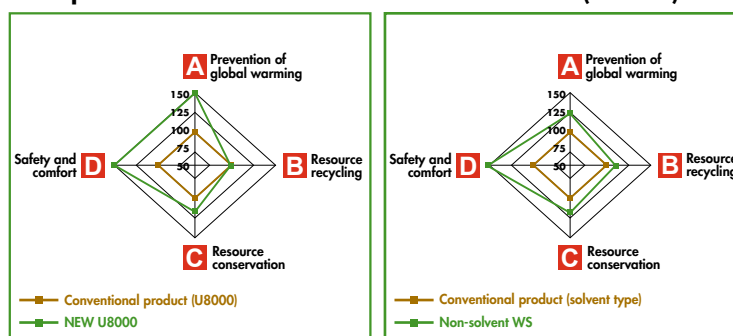 A Prevention of
global warming
150
125
100
75
50
Safety and
comfort D
B Resource
recycling
C Resource
conservation
Conventional product (U8000)
NEW U8000
A Prevention of
global warming
150
125
100
75
50
Safety and
comfort D
B Resource
recycling
C Resource
conservation
Conventional product (solvent type)
Non-solvent WS